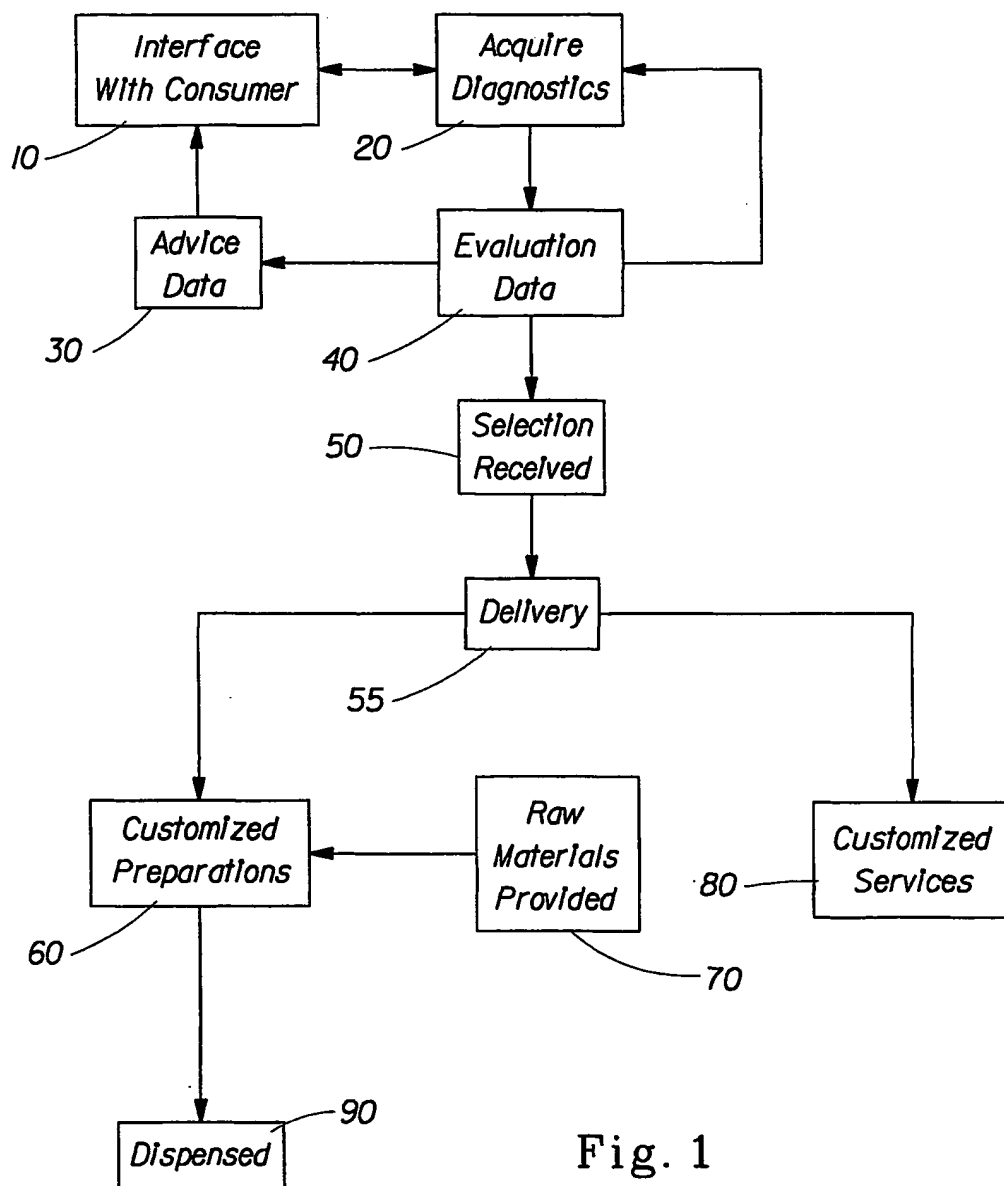 Interface
With Consumer
10
Acquire
Diagnostics
20
Advice
Data
30
Evaluation
Data
40
Selection
Received
50
Delivery
55
Customized
Preparations
60
Raw
Materials
Provided
70
Customized
Services
80
Dispensed
90
Fig. 1